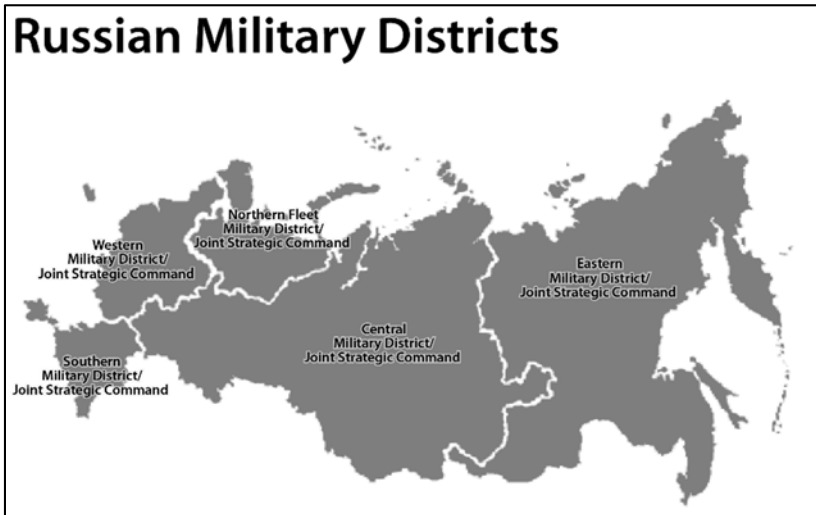 Russian Military Districts
Northern Fleet
Military District/
Joint Strategic Command
Western
Military District/
Joint Strategic Command
Eastern
Military District/
Joint Strategic Command
Central
Military District/
Joint Strategic Command
Southern
Military District/
Joint Strategic Command